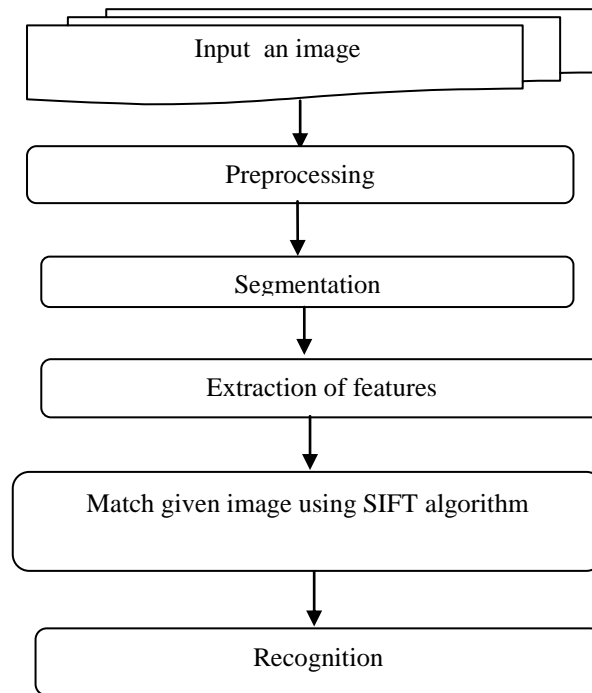 Input an image
Preprocessing
Segmentation
Extraction of features
Match given image using SIFT algorithm
Recognition